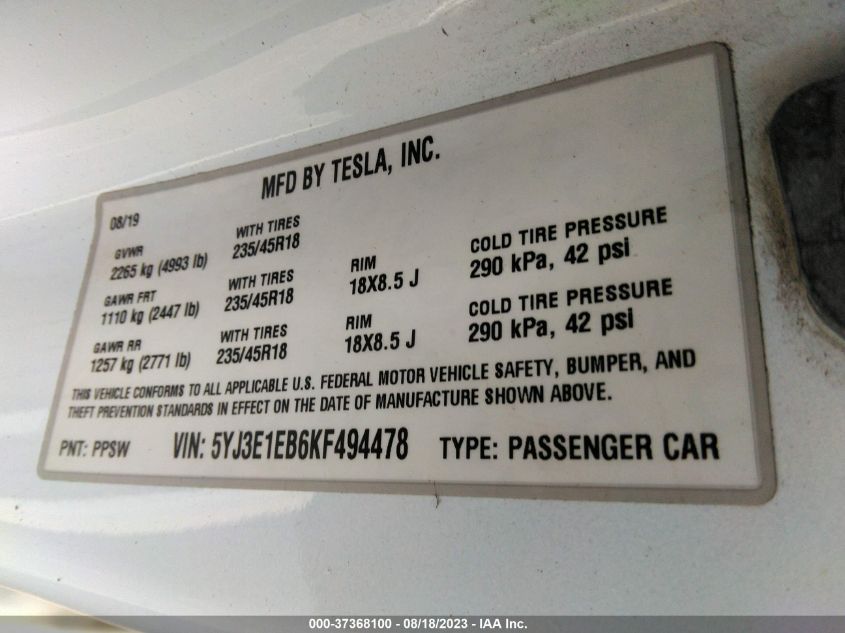 MFD BY TESLA, INC.
08/19
GVWR
2265 kg (4993 lb)
WITH TIRES
235/45R18
GAWR FRT
1110 kg (2447 lb)
WITH TIRES
235/45R18
RIM
18X8.5 J
COLD TIRE PRESSURE
290 kPa, 42 psi
GAWR RR
1257 kg (2771 lb)
WITH TIRES
235/45R18
RIM
18X8.5 J
COLD TIRE PRESSURE
290 kPa, 42 psi
THIS VEHICLE CONFORMS TO ALL APPLICABLE U.S. FEDERAL MOTOR VEHICLE SAFETY, BUMPER, AND
THEFT PREVENTION STANDARDS IN EFFECT ON THE DATE OF MANUFACTURE SHOWN ABOVE.
PNT: PPSW VIN: 5YJ3E1EB6KF494478 TYPE: PASSENGER CAR
000-37368100 - 08/18/2023 - IAA Inc.